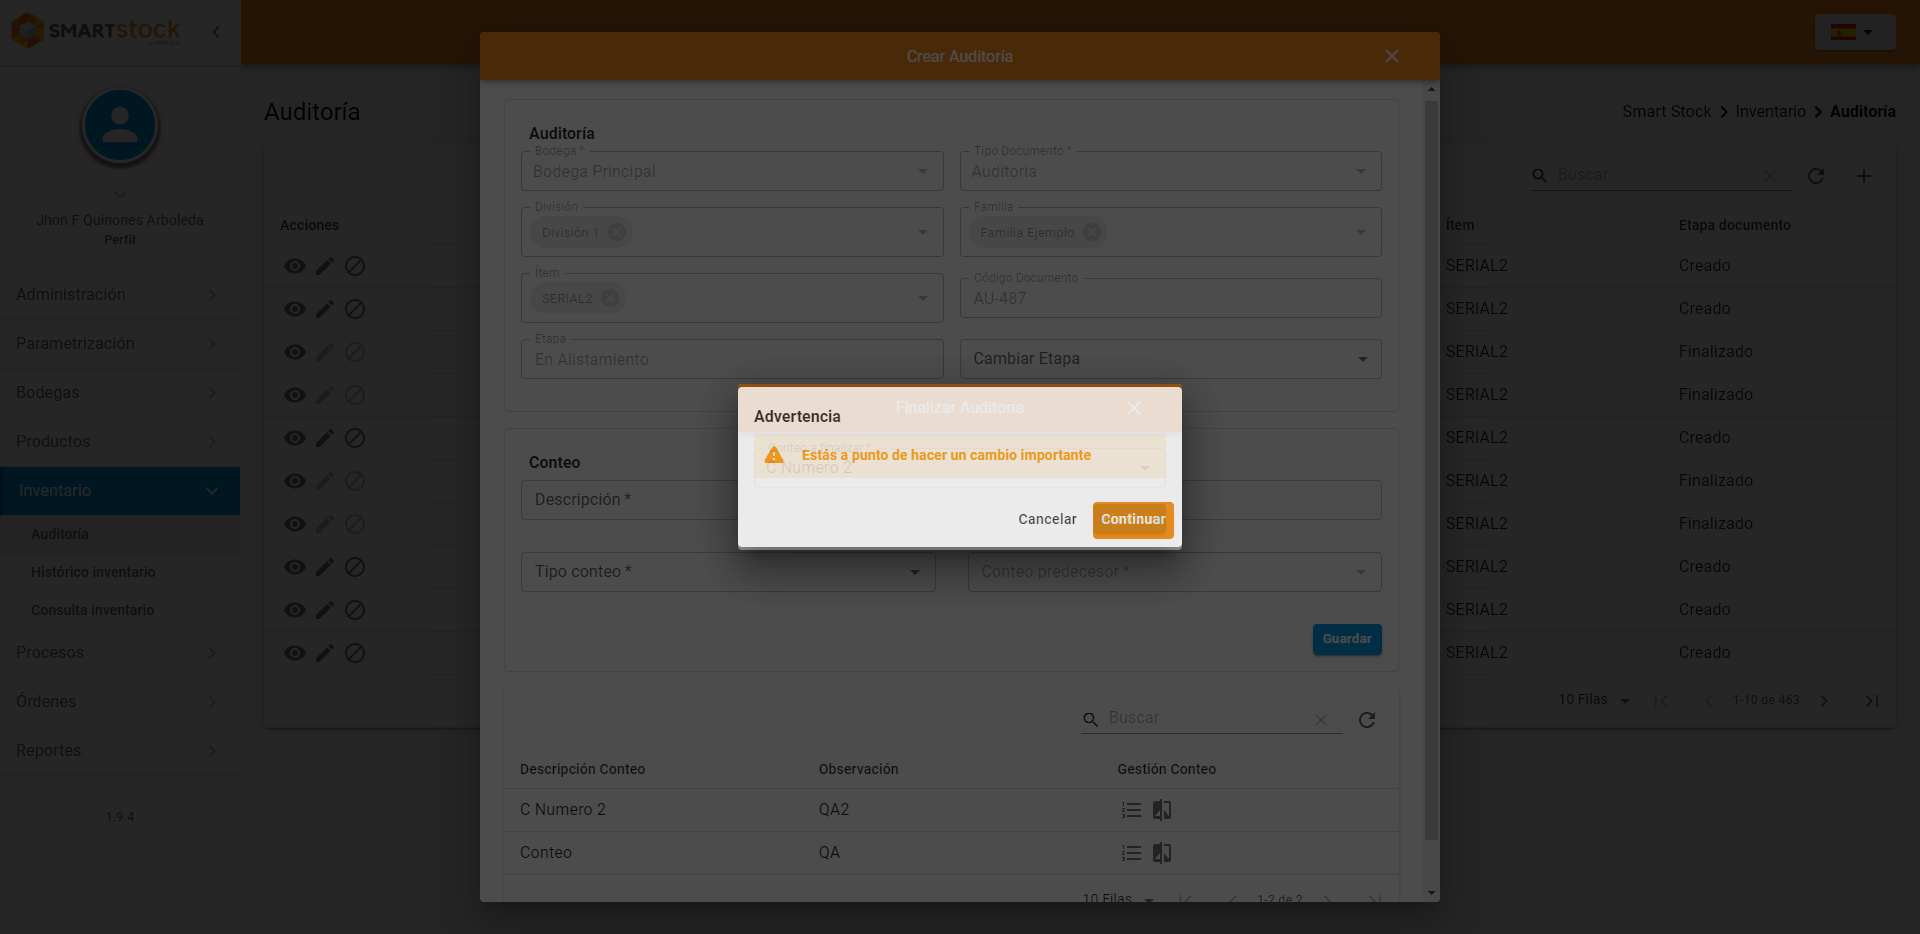 SMARTstock
Jhon F Quinones Arboleda
Perfil
Administración
Parametrización
Bodegas
Productos
Inventario
Auditoría
Histórico inventario
Consulta inventario
Procesos
Órdenes
Reportes
1.9.4
Auditoría
Smart Stock > Inventario > Auditoría
Buscar
Acciones
Ítem
Etapa documento
SERIAL2
Creado
SERIAL2
Creado
SERIAL2
Finalizado
SERIAL2
Finalizado
SERIAL2
Creado
SERIAL2
Finalizado
SERIAL2
Finalizado
SERIAL2
Creado
SERIAL2
Creado
SERIAL2
Creado
10 Filas
1-10 de 463
Crear Auditoría
Auditoría
Bodega *
Bodega Principal
Tipo Documento *
Auditoria
División
División 1
Familia
Familia Ejemplo
Ítem
SERIAL2
Código Documento
AU-487
Etapa
En Alistamiento
Cambiar Etapa
Finalizar Auditoría
Advertencia
Conteo a finalizar *
Estás a punto de hacer un cambio importante
C Numero 2
Cancelar
Continuar
Conteo
Descripción *
Tipo conteo *
Conteo predecesor *
Guardar
Buscar
Descripción Conteo
Observación
Gestión Conteo
C Numero 2
QA2
Conteo
QA
10 Filas
1-2 de 2